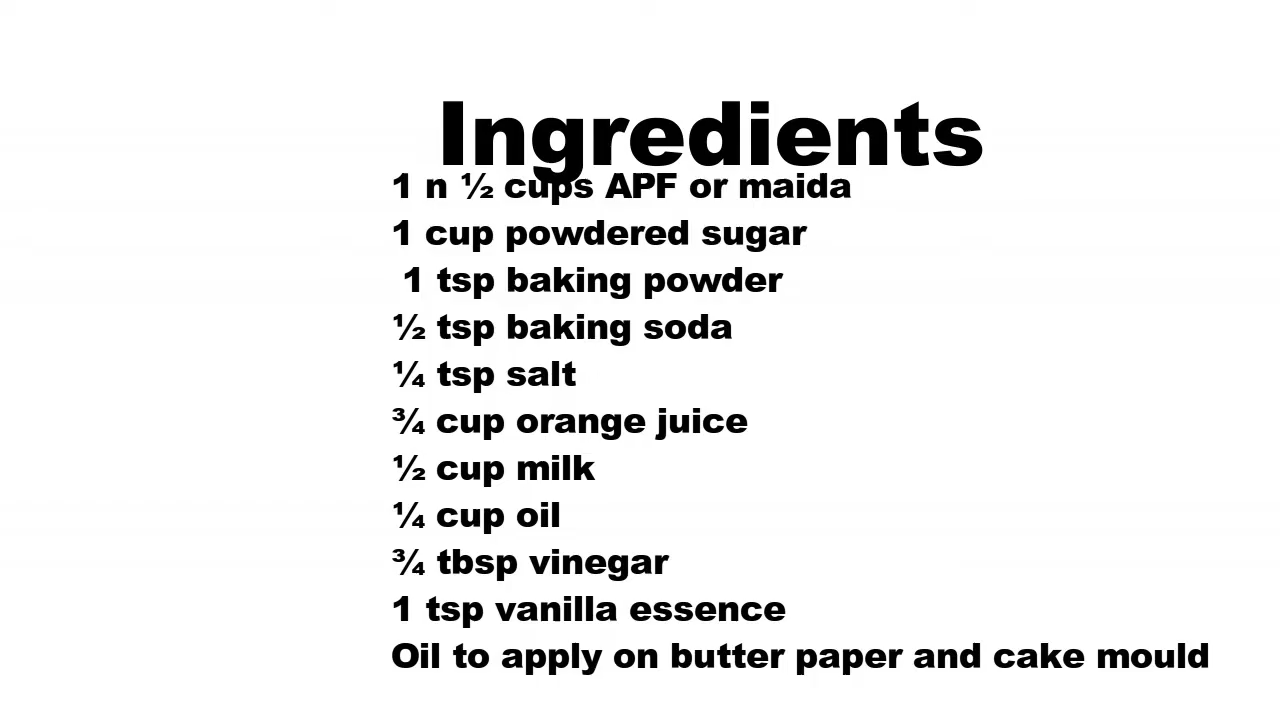 Ingredients
1 n ½ cups APF or maida
1 cup powdered sugar
1 tsp baking powder
½ tsp baking soda
¼ tsp salt
¾ cup orange juice
½ cup milk
¼ cup oil
¾ tbsp vinegar
1 tsp vanilla essence
Oil to apply on butter paper and cake mould